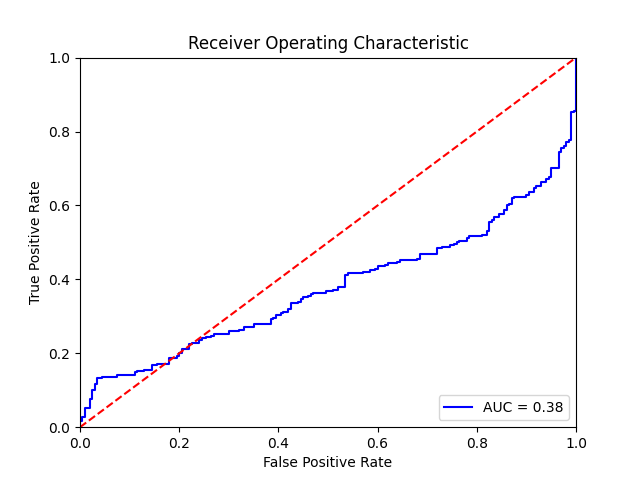 Receiver Operating Characteristic
1.0
0.8
0.6
0.4
0.2
0.0
True Positive Rate
AUC = 0.38
0.0 0.2 0.4 0.6 0.8 1.0
False Positive Rate